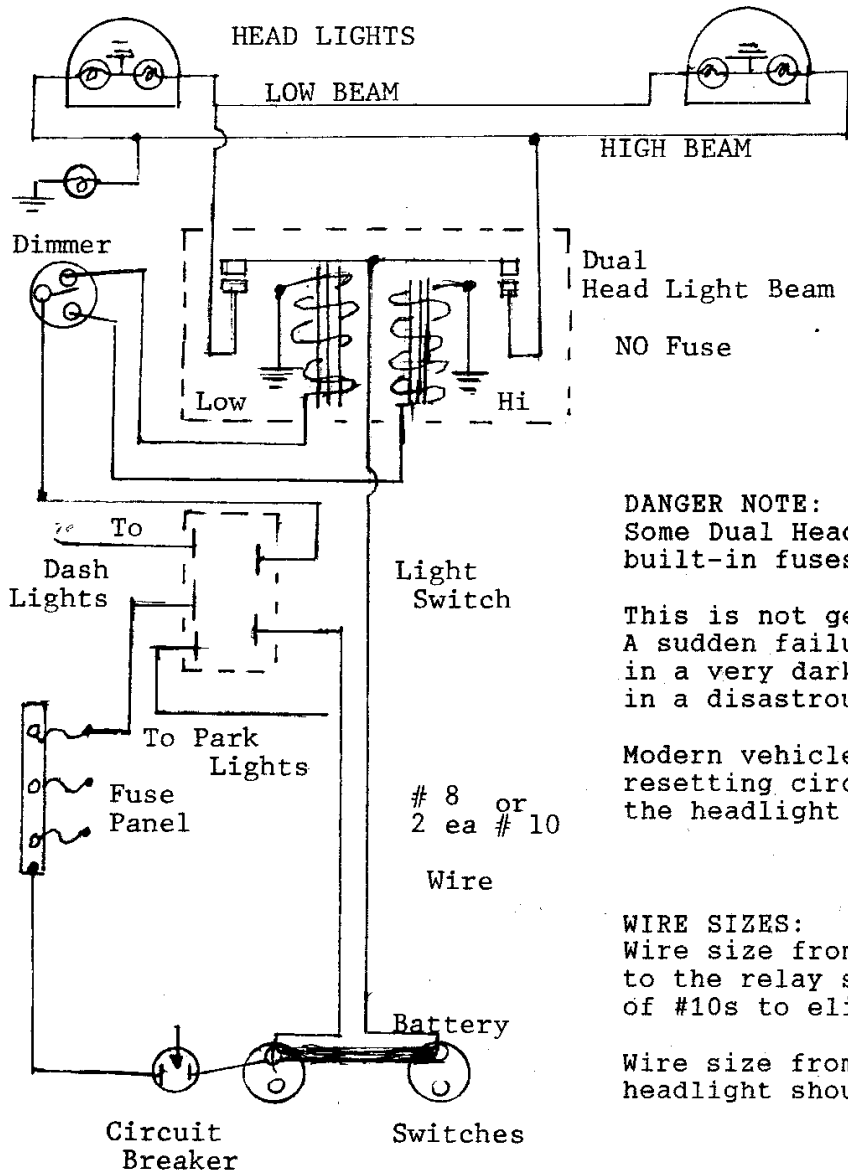 HEAD LIGHTS
LOW BEAM
HIGH BEAM
Dimmer
Dual
Head Light Beam
NO Fuse
Low
Hi
To
Dash
Lights
Light
Switch
To Park
Lights
Fuse
Panel
# 8 or
2 ea # 10
Wire
Battery
Switches
Circuit
Breaker
DANGER NOTE:
Some Dual Head
built-in fuses
This is not ge
A sudden failu
in a very dark
in a disastrou
Modern vehicle
resetting circ
the headlight
WIRE SIZES:
Wire size from
to the relay s
of #10s to eli
Wire size from
headlight shou